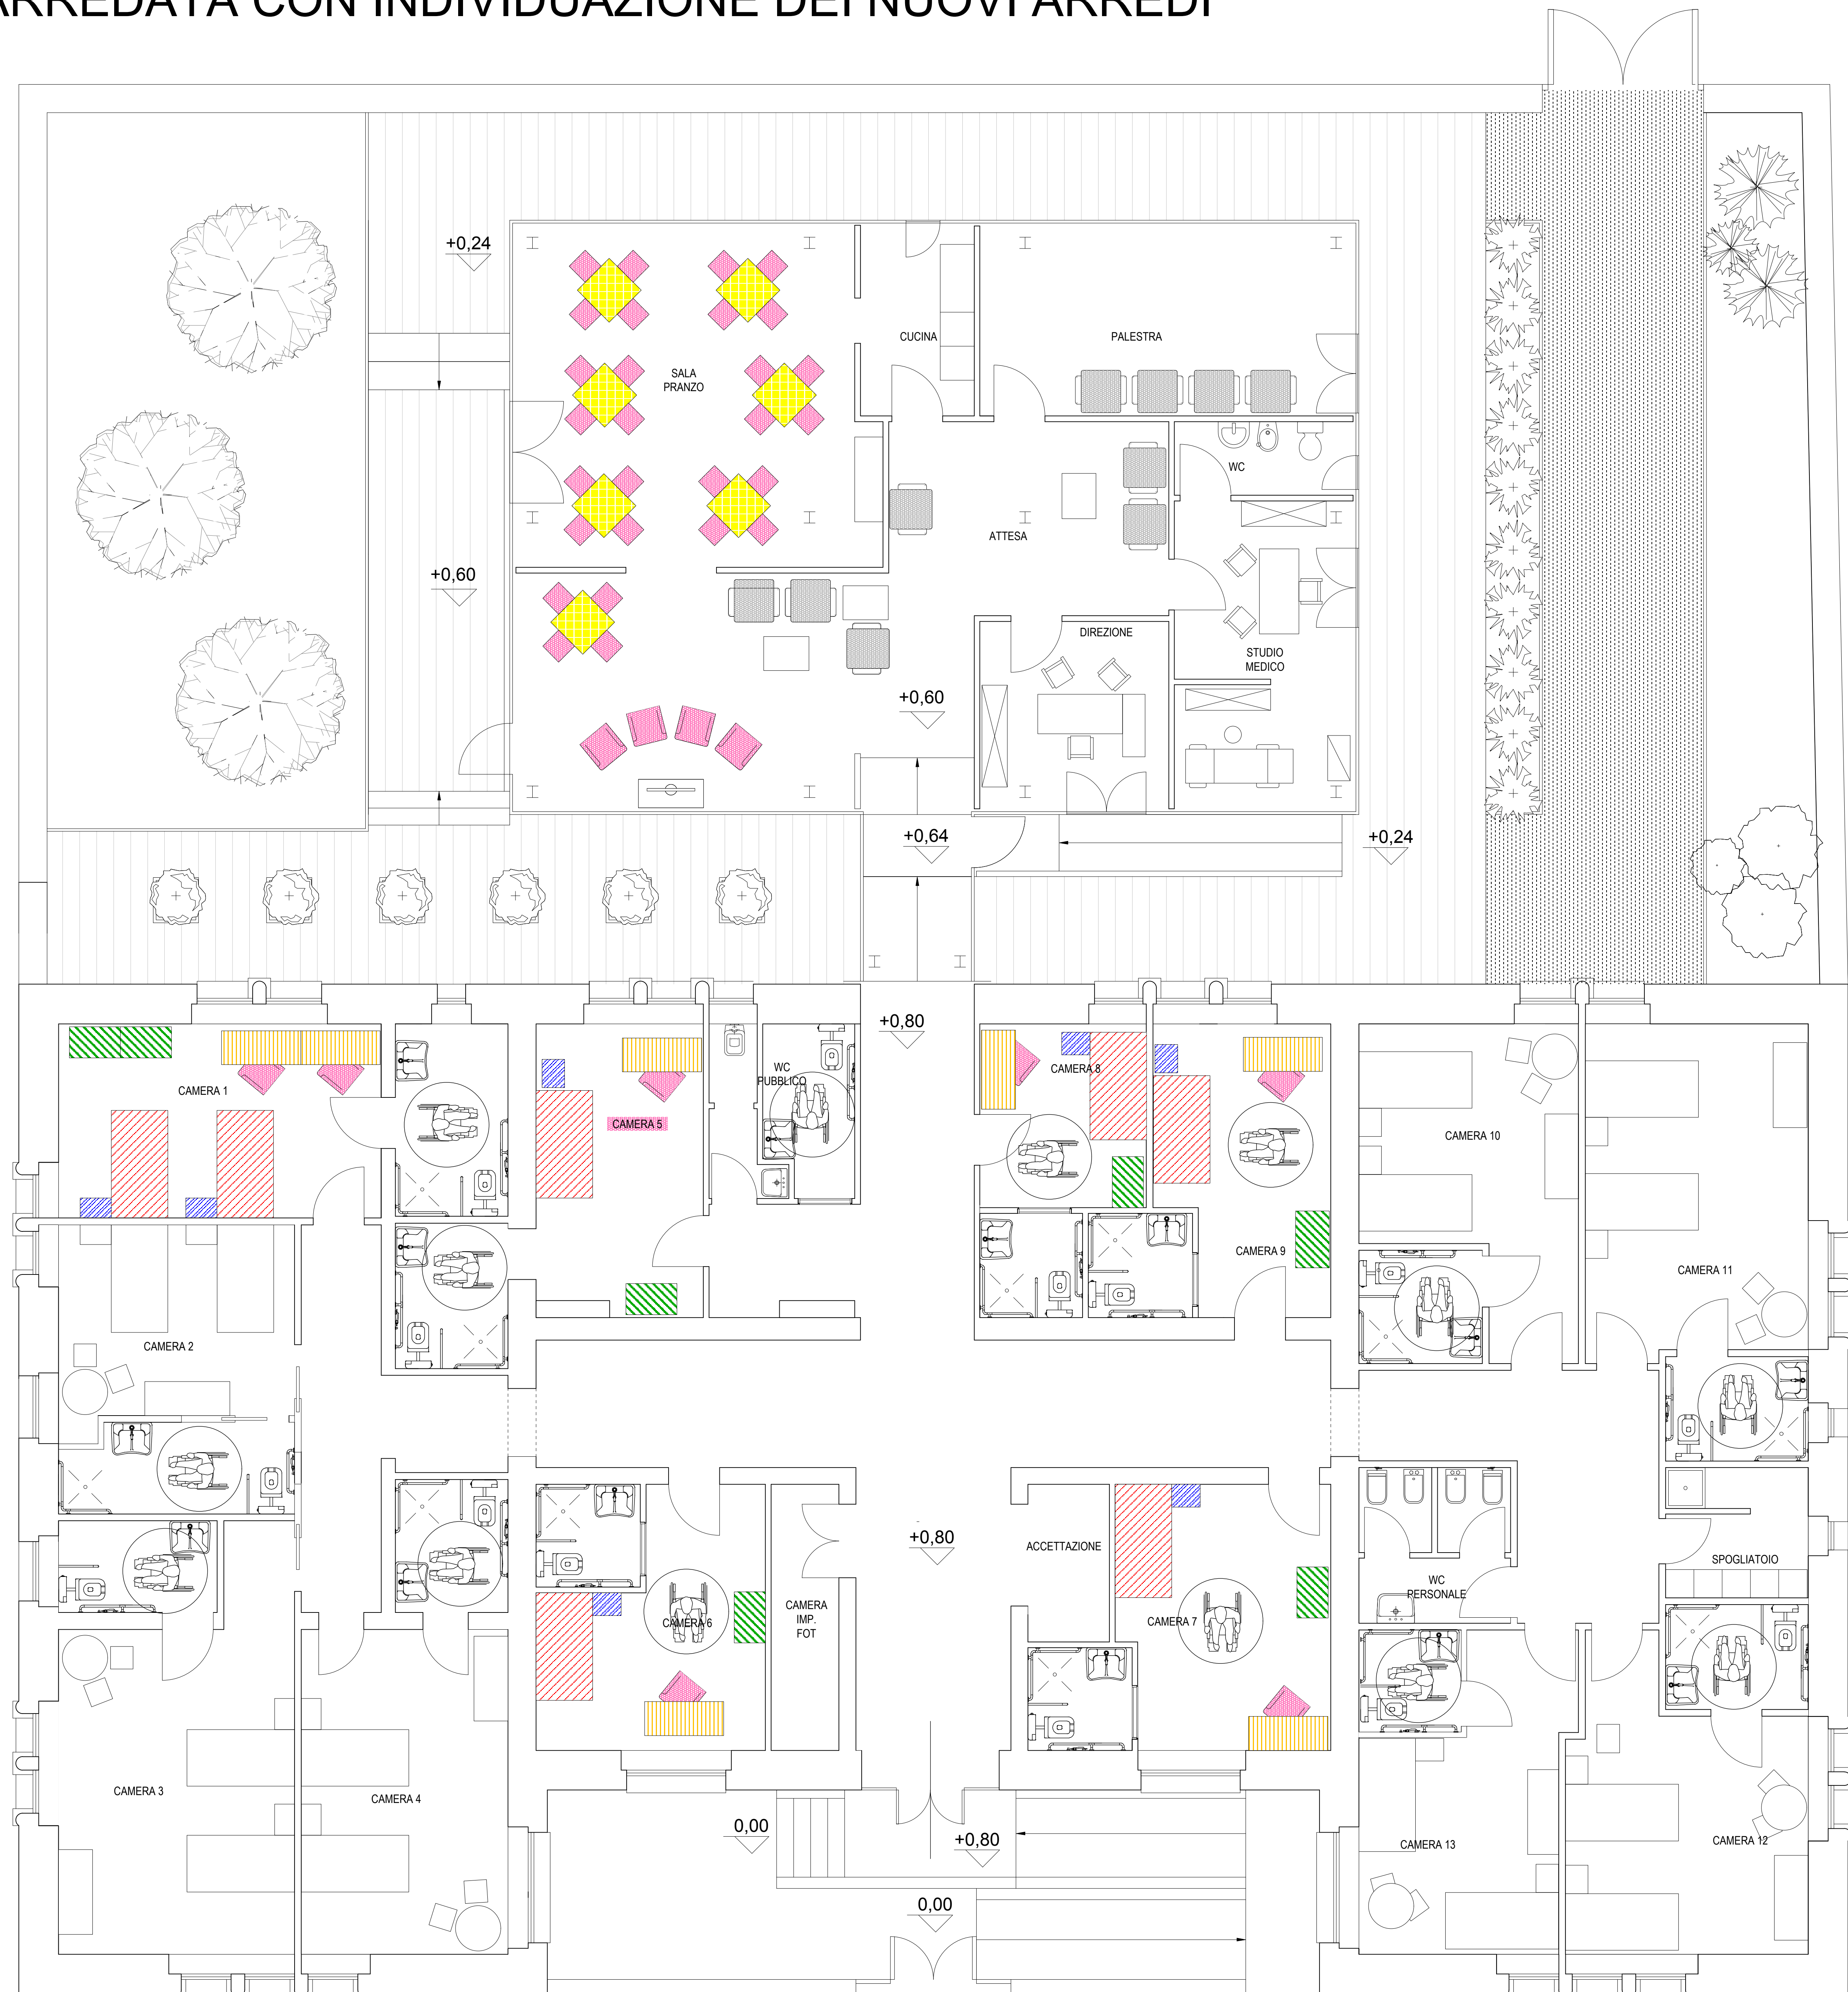 ARREDATA CON INDIVIDUAZIONE DEI NUOVI ARREDI
+0,24
CUCINA
PALESTRA
SALA
PRANZO
WC
ATTESA
+0,60
DIREZIONE
STUDIO
MEDICO
+0,60
+0,64
+0,24
+0,80
CAMERA 1
WC
PUBBLICO
CAMERA 8
CAMERA 5
CAMERA 10
CAMERA 9
CAMERA 11
CAMERA 2
+0,80
ACCETTAZIONE
SPOGLIATOIO
WC
PERSONALE
CAMERA
IMP.
FOT
CAMERA 6
CAMERA 7
CAMERA 3
CAMERA 4
0,00
+0,80
CAMERA 13
CAMERA 12
0,00